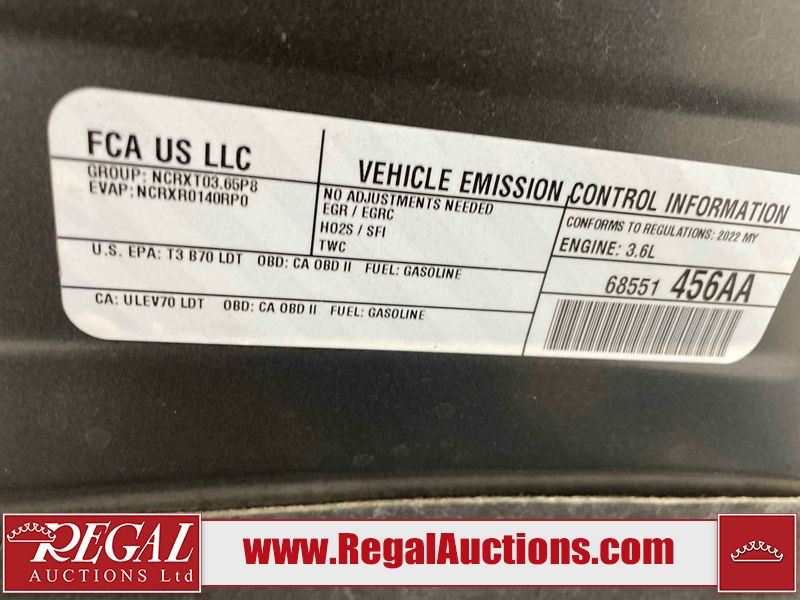 FCA US LLC
GROUP: NCRXT03.65P8
EVAP: NCRXR0140RP0
VEHICLE EMISSION CONTROL INFORMATION
NO ADJUSTMENTS NEEDED
EGR / EGRC
HO2S / SFI
TWC
CONFORMS TO REGULATIONS: 2022 MY
ENGINE: 3.6L
U.S. EPA: T3 B70 LDT OBD: CA OBD II FUEL: GASOLINE
CA: ULEV70 LDT OBD: CA OBD II FUEL: GASOLINE
68551 456AA
REGAL
AUCTIONS Ltd
www.RegalAuctions.com